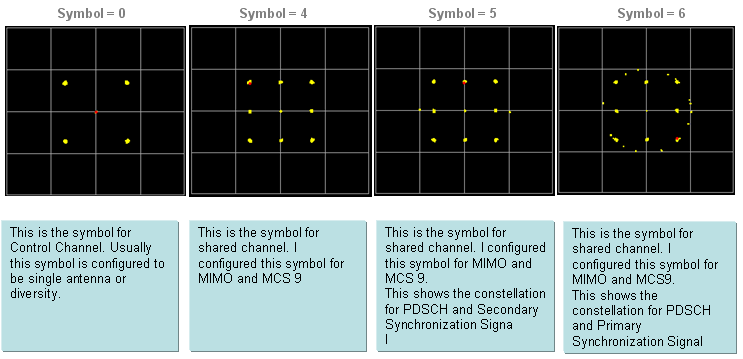 Symbol = 0
Symbol = 4
Symbol = 5
Symbol = 6
This is the symbol for
Control Channel. Usually
this symbol is configured to
be single antenna or
diversity.
This is the symbol for
shared channel. I
configured this symbol for
MIMO and MCS 9
This is the symbol for
shared channel. I configured
this symbol for MIMO and
MCS 9.
This shows the constellation
for PDSCH and Secondary
Synchronization Signa
l
This is the symbol for
shared channel. I
configured this symbol for
MIMO and MCS9.
This shows the
constellation for PDSCH
and Primary
Synchronization Signal